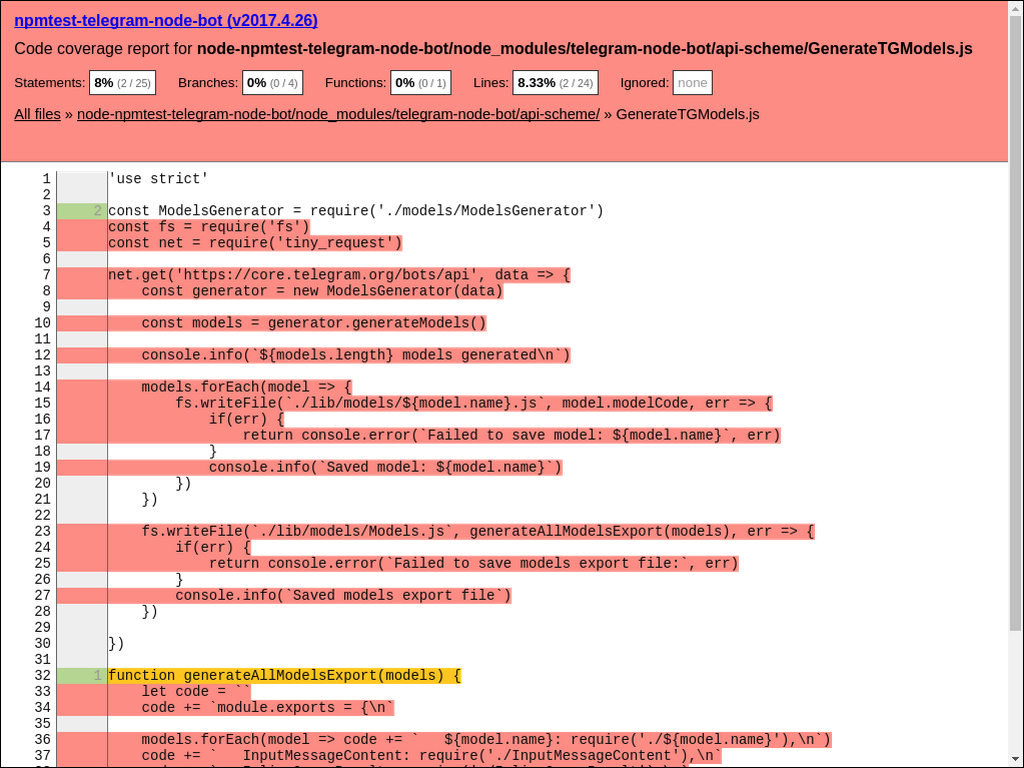 npmtest-telegram-node-bot (v2017.4.26)
Code coverage report for node-npmtest-telegram-node-bot/node_modules/telegram-node-bot/api-scheme/GenerateTGModels.js
Statements: 8% (2 / 25) Branches: 0% (0 / 4) Functions: 0% (0 / 1) Lines: 8.33% (2 / 24) Ignored: none
All files » node-npmtest-telegram-node-bot/node_modules/telegram-node-bot/api-scheme/ » GenerateTGModels.js
1 'use strict'
2
3 2 const ModelsGenerator = require('./models/ModelsGenerator')
4 const fs = require('fs')
5 const net = require('tiny_request')
6
7 net.get('https://core.telegram.org/bots/api', data => {
8     const generator = new ModelsGenerator(data)
9
10     const models = generator.generateModels()
11
12     console.info(`${models.length} models generated\n`)
13
14     models.forEach(model => {
15         fs.writeFile(`./lib/models/${model.name}.js`, model.modelCode, err => {
16             if(err) {
17                 return console.error(`Failed to save model: ${model.name}`, err)
18             }
19             console.info(`Saved model: ${model.name}`)
20         })
21     })
22
23     fs.writeFile(`./lib/models/Models.js`, generateAllModelsExport(models), err => {
24         if(err) {
25             return console.error(`Failed to save models export file:`, err)
26         }
27         console.info(`Saved models export file`)
28     })
29
30 })
31
32 1 function generateAllModelsExport(models) {
33     let code = ``
34     code += `module.exports = {\n`
35
36     models.forEach(model => code += `   ${model.name}: require('./${model.name}'),\n`)
37     code += `   InputMessageContent: require('./InputMessageContent'),\n`